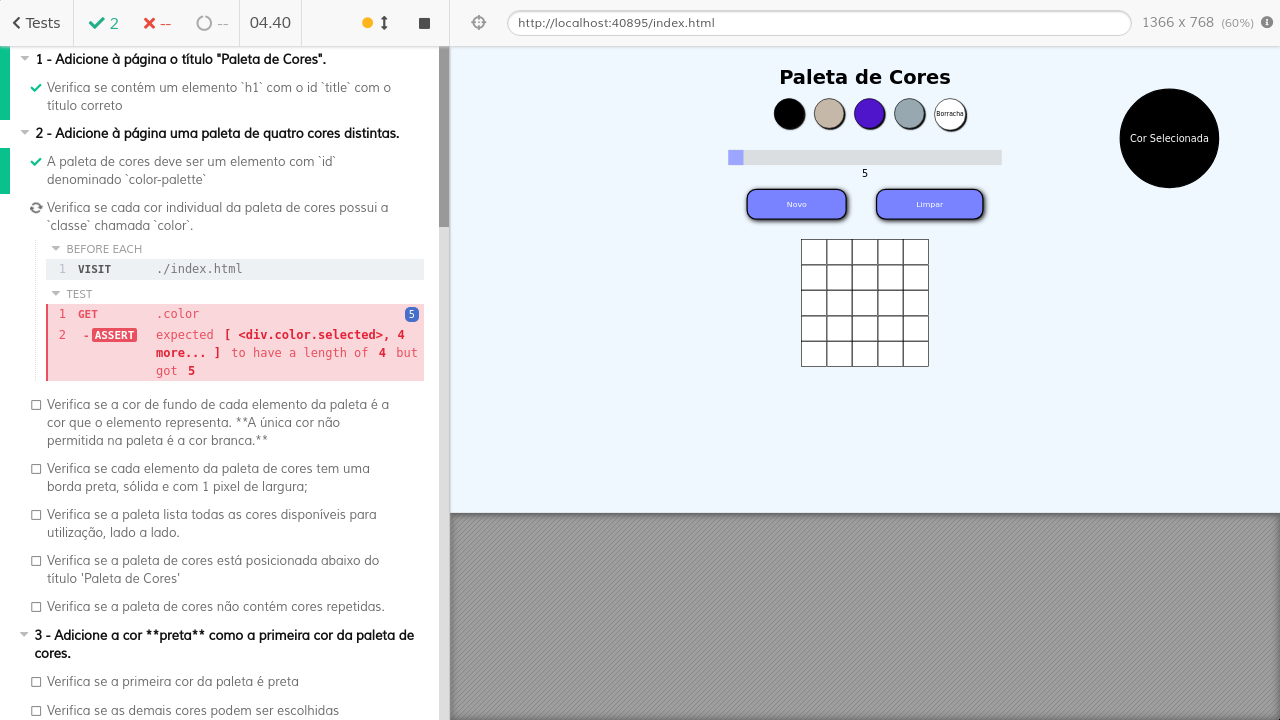 Tests 2 -- -- 04.40
http://localhost:40895/index.html 1366 x 768 (60%)
1 - Adicione à página o título "Paleta de Cores".
Verifica se contém um elemento `h1` com o id `title` com o
título correto
2 - Adicione à página uma paleta de quatro cores distintas.
A paleta de cores deve ser um elemento com `id`
denominado `color-palette`
Verifica se cada cor individual da paleta de cores possui a
`classe` chamada `color`.
BEFORE EACH
1 VISIT ./index.html
TEST
1 GET .color 5
2 -ASSERT expected [ <div.color.selected>, 4
more... ] to have a length of 4 but
got 5
Verifica se a cor de fundo de cada elemento da paleta é a
cor que o elemento representa. **A única cor não
permitida na paleta é a cor branca.**
Verifica se cada elemento da paleta de cores tem uma
borda preta, sólida e com 1 pixel de largura;
Verifica se a paleta lista todas as cores disponíveis para
utilização, lado a lado.
Verifica se a paleta de cores está posicionada abaixo do
título 'Paleta de Cores'
Verifica se a paleta de cores não contém cores repetidas.
3 - Adicione a cor **preta** como a primeira cor da paleta de
cores.
Verifica se a primeira cor da paleta é preta
Verifica se as demais cores podem ser escolhidas
Paleta de Cores
Borracha
Cor Selecionada
5
Novo Limpar